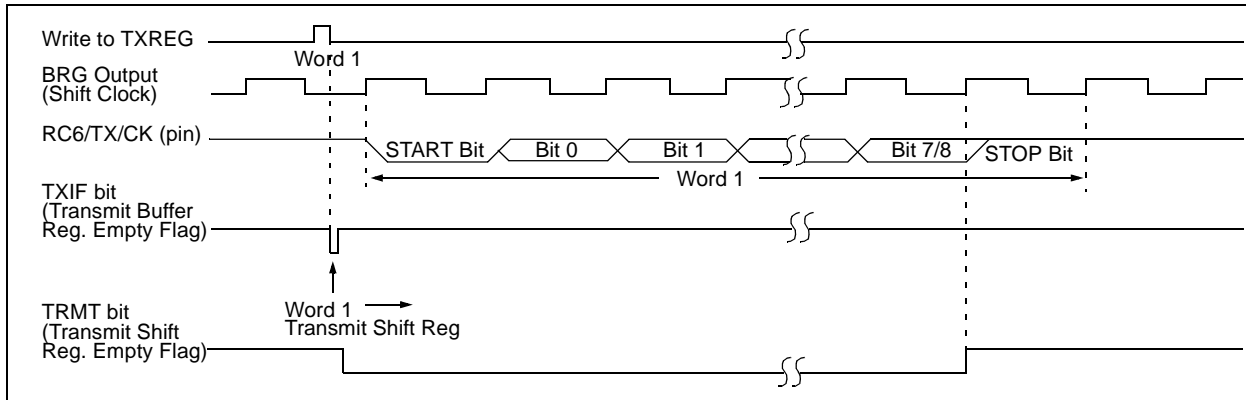 Write to TXREG
Word 1
BRG Output
(Shift Clock)
RC6/TX/CK (pin)
START Bit
Bit 0
Bit 1
Bit 7/8
STOP Bit
Word 1
TXIF bit
(Transmit Buffer
Reg. Empty Flag)
Word 1
Transmit Shift Reg
TRMT bit
(Transmit Shift
Reg. Empty Flag)